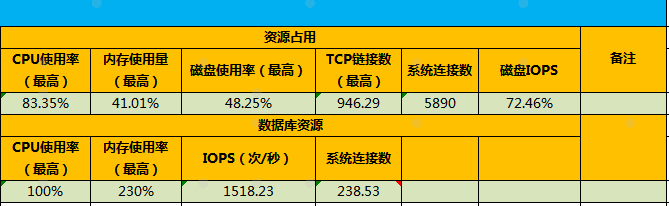 资源占用
CPU使用率（最高） 内存使用量（最高） 磁盘使用率（最高） TCP链接数（最高） 系统连接数 磁盘IOPS 备注
83.35% 41.01% 48.25% 946.29 5890 72.46%
数据库资源
CPU使用率（最高） 内存使用率（最高） IOPS（次/秒） 系统连接数
100% 230% 1518.23 238.53